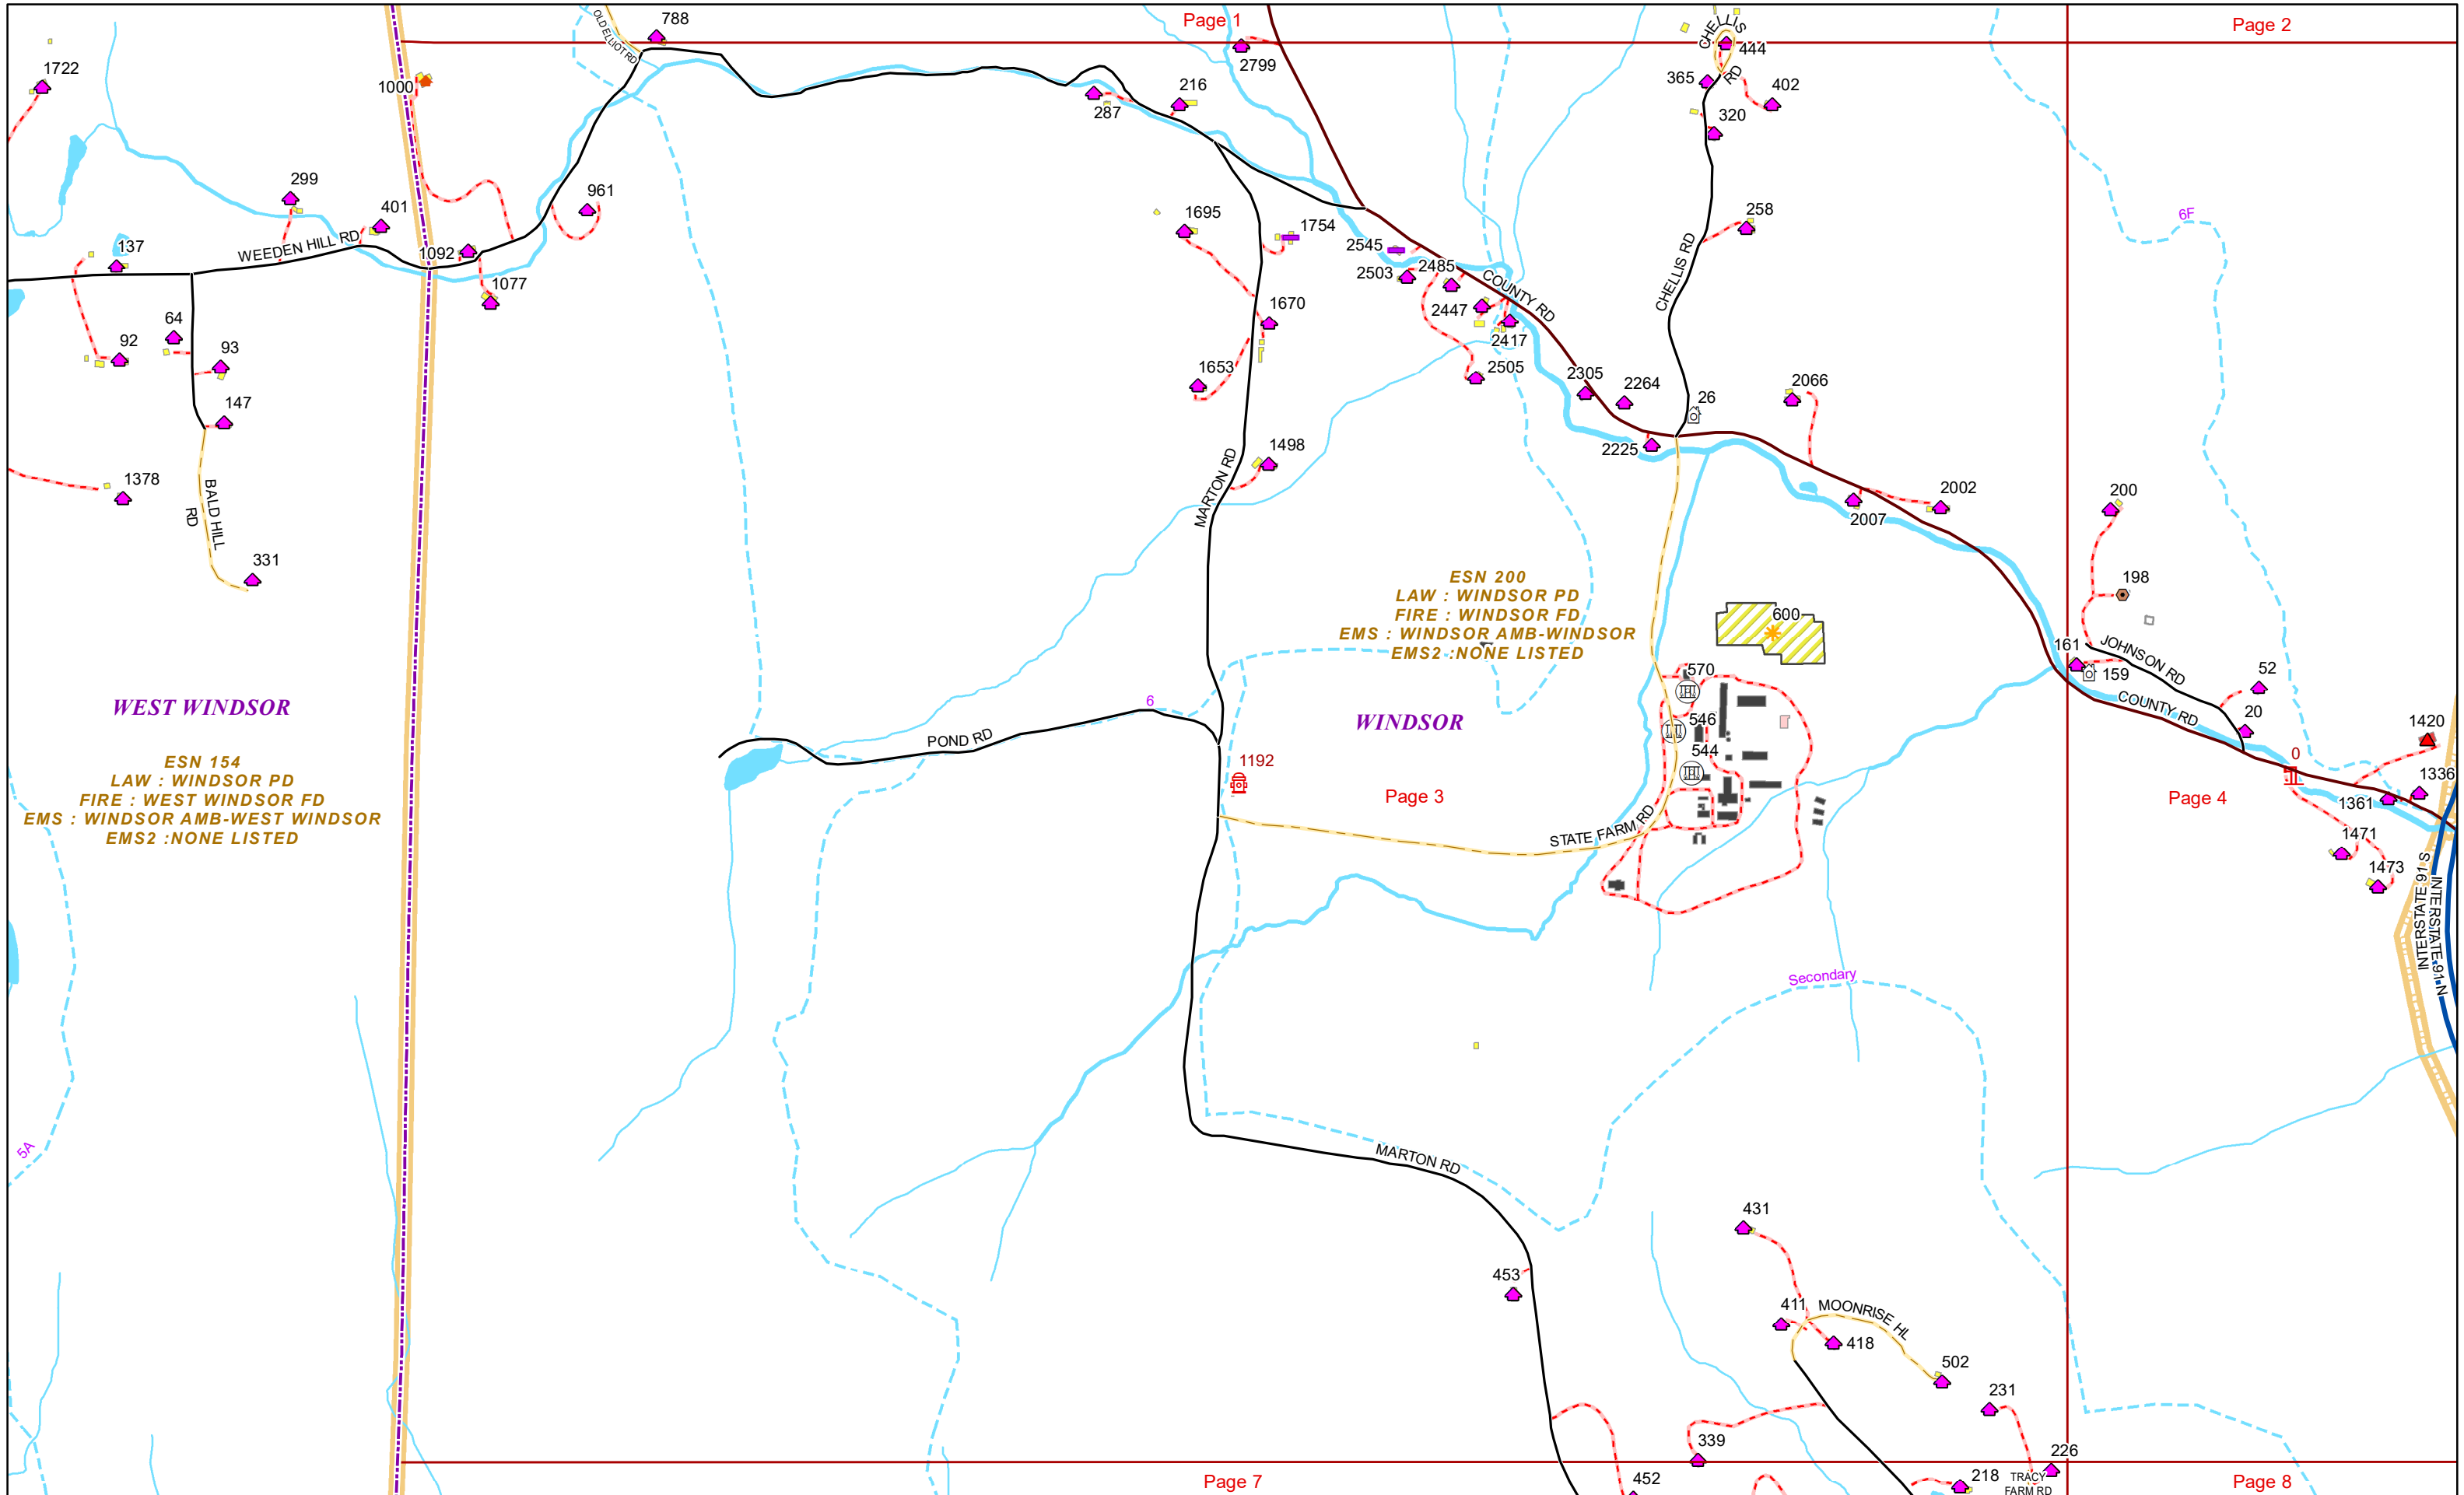 Page 1
Page 2
OLD ELLIOT RD
788
2799
CHELLIS
RD
444
1722
1000
365
402
216
287
320
299
961
401
1695
1754
258
137
WEEDEN HILL RD
1092
2545
2503
2485
COUNTY RD
CHELLIS RD
6F
1077
1670
2447
2417
64
92
93
1653
2505
2305
2264
26
2066
147
1498
2225
MARTON RD
1378
BALD HILL
RD
2007
2002
200
331
ESN 200
LAW : WINDSOR PD
FIRE : WINDSOR FD
EMS : WINDSOR AMB-WINDSOR
EMS2 :NONE LISTED
198
600
161
159
JOHNSON RD
570
52
COUNTY RD
WEST WINDSOR
6
WINDSOR
546
20
POND RD
1420
ESN 154
LAW : WINDSOR PD
FIRE : WEST WINDSOR FD
EMS : WINDSOR AMB-WEST WINDSOR
EMS2 :NONE LISTED
1192
544
0
1336
Page 3
Page 4
1361
STATE FARM RD
1471
1473
INTERSTATE 91 S
INTERSTATE 91 N
Secondary
5A
MARTON RD
431
453
411
MOONRISE HL
418
502
231
339
226
Page 7
452
218
TRACY
FARM RD
Page 8